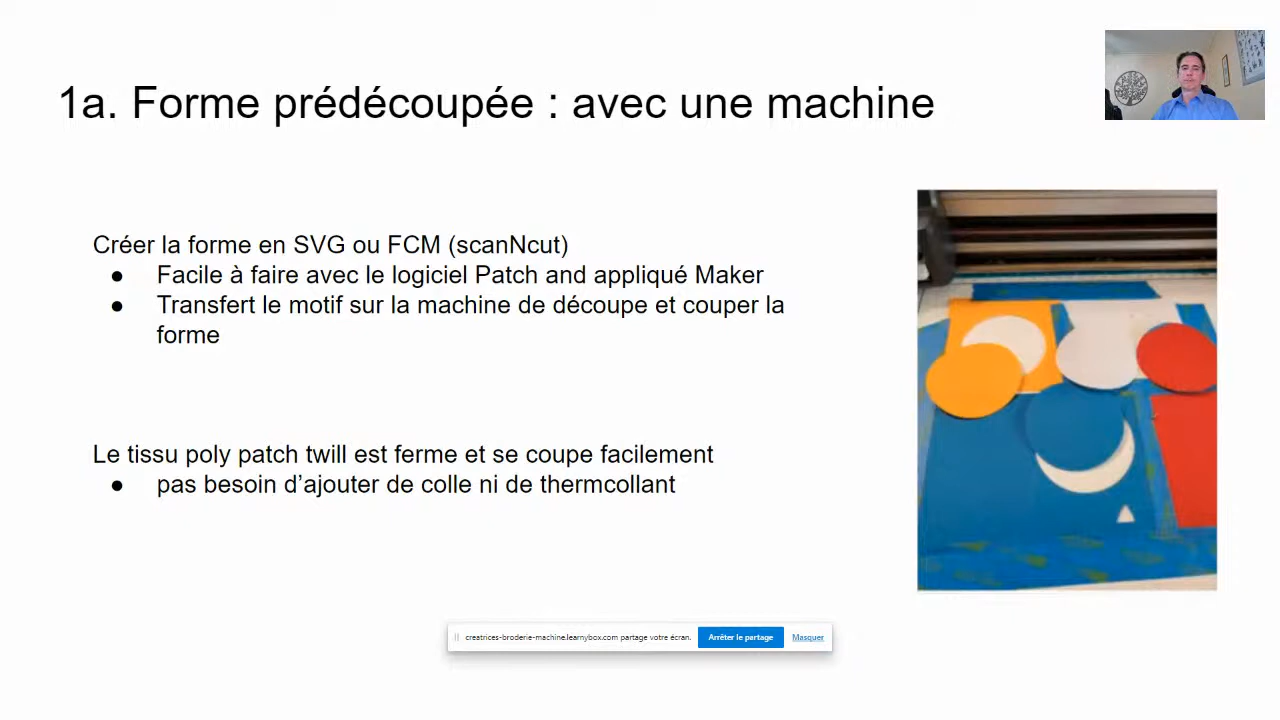 1a. Forme prédécoupée : avec une machine
Créer la forme en SVG ou FCM (scanNcut)
● Facile à faire avec le logiciel Patch and appliqué Maker
● Transfert le motif sur la machine de découpe et couper la
forme
Le tissu poly patch twill est ferme et se coupe facilement
● pas besoin d’ajouter de colle ni de thermcollant
creatrices-broderie-machine.learnybox.com partage votre écran. Arrêter le partage Masquer